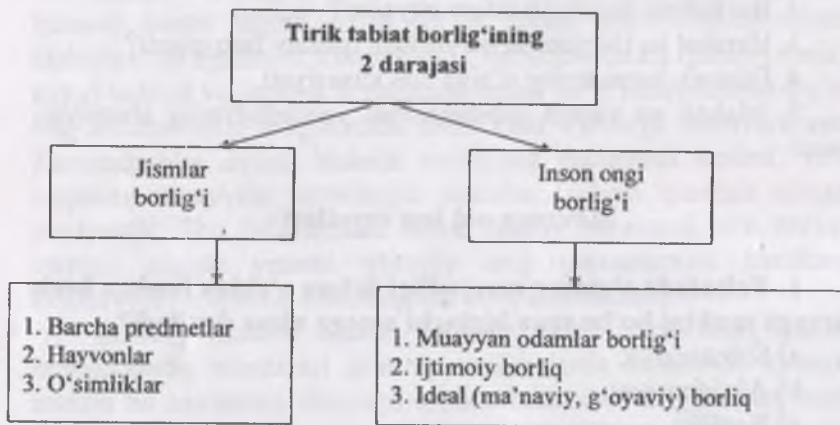 Tirik tabiat borlig‘ining
2 darajasi
Jismlar
borlig‘i
Inson ongi
borlig‘i
1. Barcha predmetlar
2. Hayvonlar
3. O‘simliklar
1. Muayyan odamlar borlig‘i
2. Ijtimoiy borliq
3. Ideal (ma’naviy, g‘oyaviy) borliq